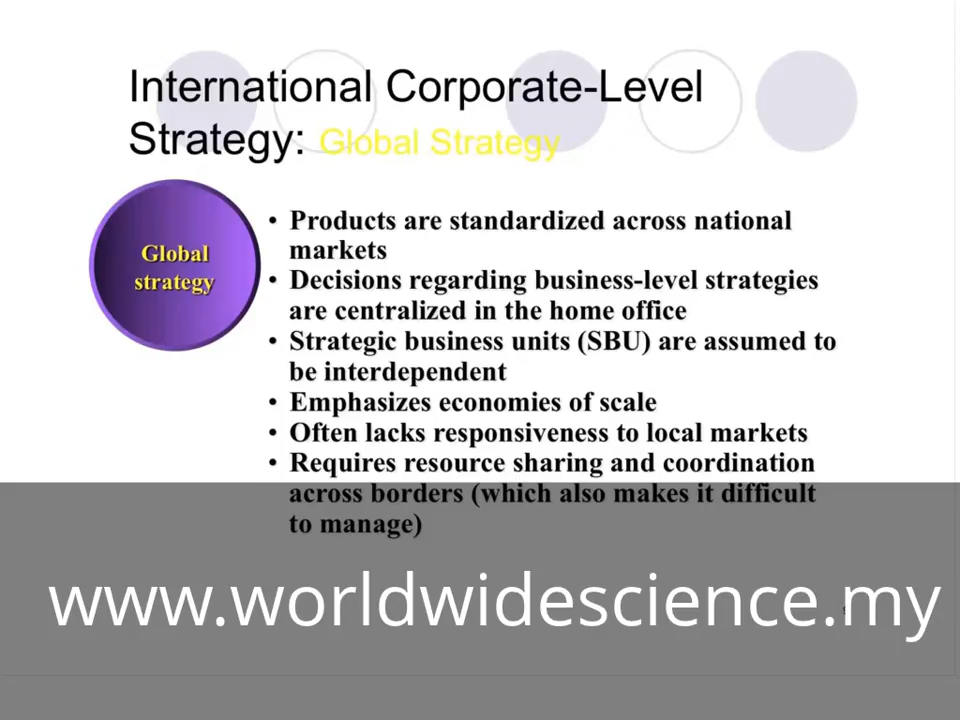 International Corporate-Level
Strategy: Global Strategy
Global
strategy
• Products are standardized across national
markets
• Decisions regarding business-level strategies
are centralized in the home office
• Strategic business units (SBU) are assumed to
be interdependent
• Emphasizes economies of scale
• Often lacks responsiveness to local markets
• Requires resource sharing and coordination
across borders (which also makes it difficult
to manage)
www.worldwidescience.my